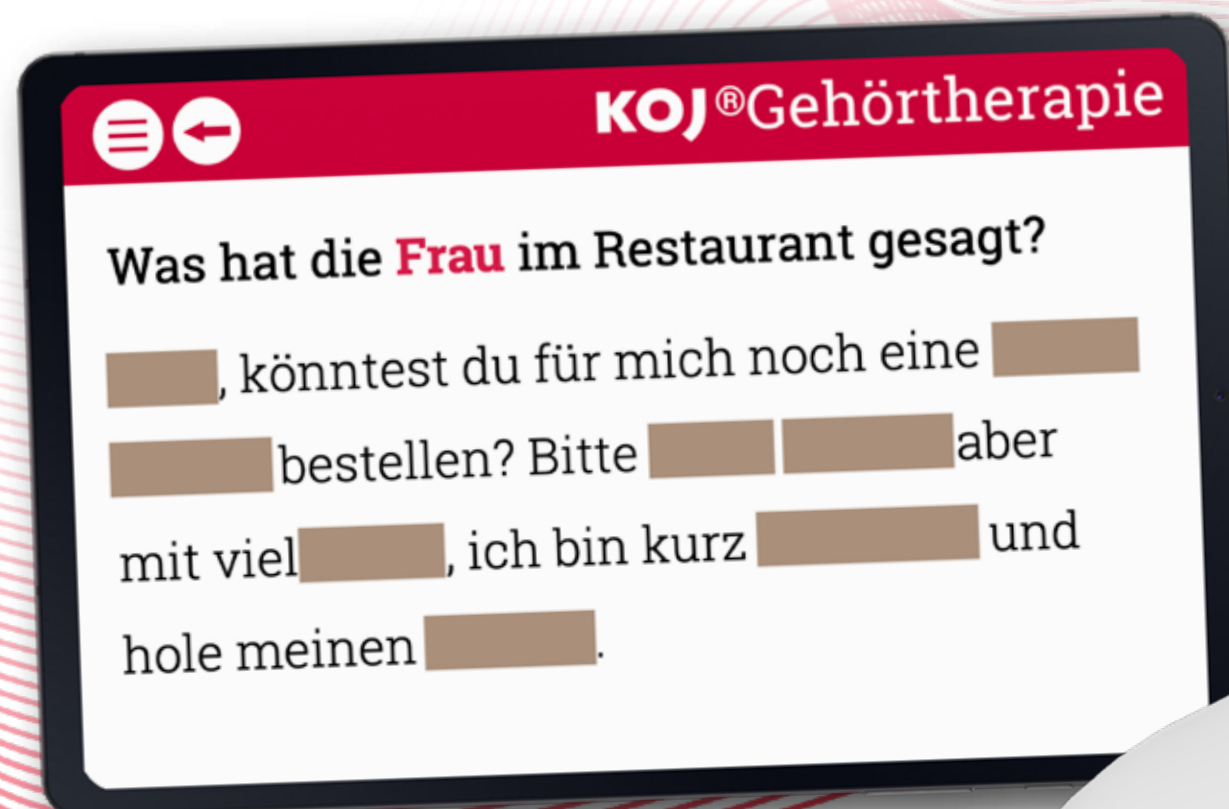 KOJ®Gehörtherapie
Was hat die Frau im Restaurant gesagt?
, könntest du für mich noch eine
bestellen? Bitte aber
mit viel , ich bin kurz und
hole meinen .